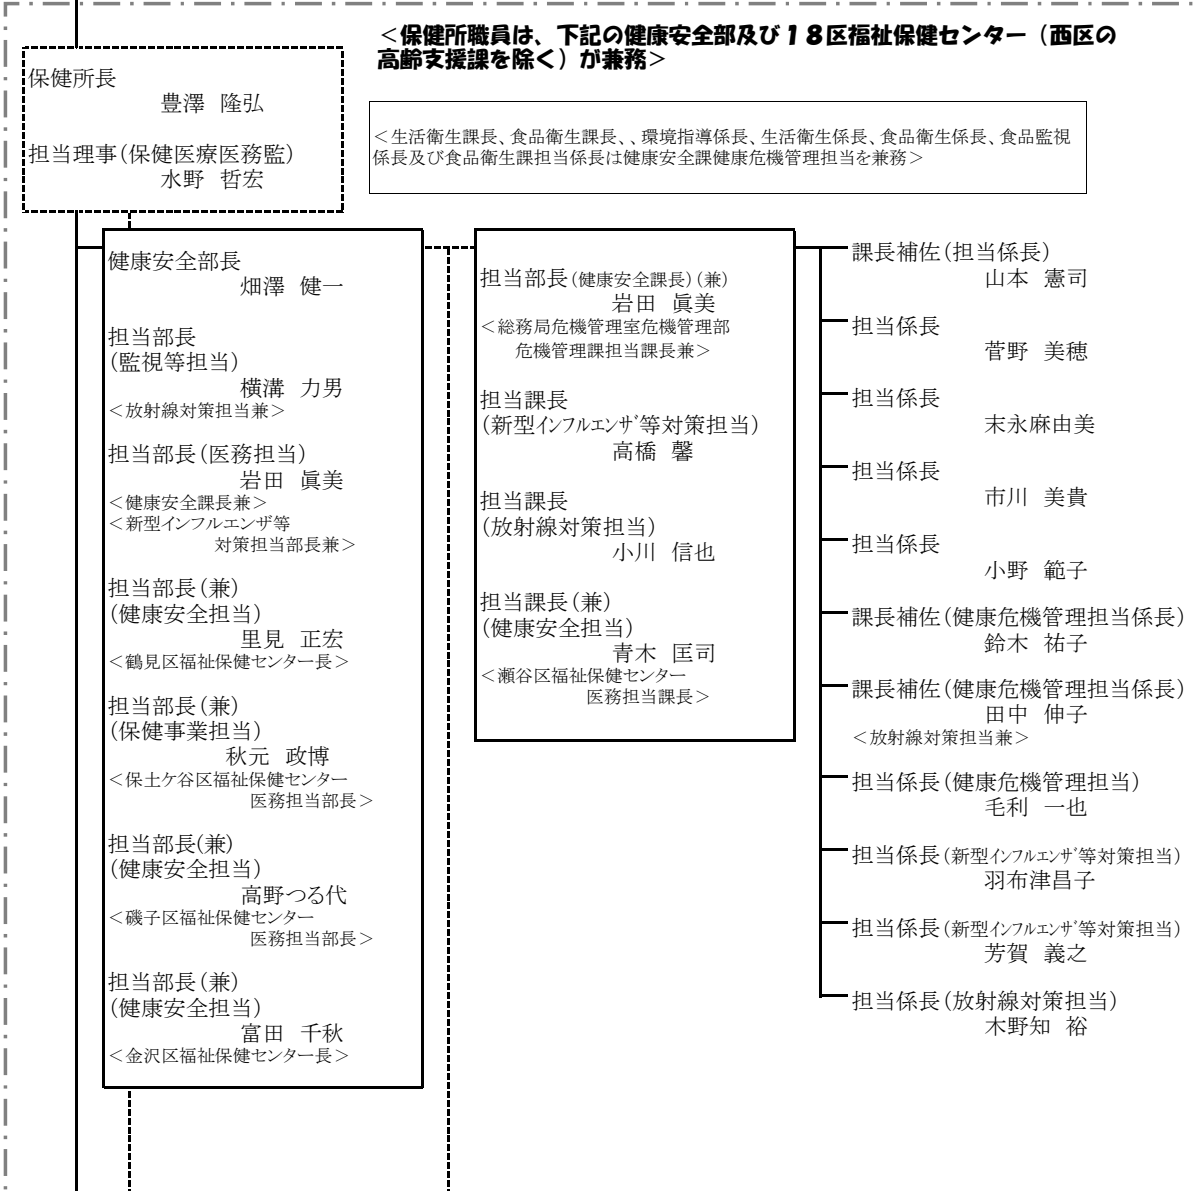 ＜保健所職員は、下記の健康安全部及び１８区福祉保健センター（西区の
高齢支援課を除く）が兼務＞
保健所長
豊澤　隆弘
担当理事(保健医療医務監)
水野　哲宏
＜生活衛生課長、食品衛生課長、、環境指導係長、生活衛生係長、食品衛生係長、食品監視
係長及び食品衛生課担当係長は健康安全課健康危機管理担当を兼務＞
健康安全部長
畑澤　健一
担当部長
(監視等担当)
横溝　力男
＜放射線対策担当兼＞
担当部長(医務担当)
岩田　眞美
＜健康安全課長兼＞
＜新型インフルエンザ等
対策担当部長兼＞
担当部長(兼)
(健康安全担当)
里見　正宏
＜鶴見区福祉保健センター長＞
担当部長(兼)
(保健事業担当)
秋元　政博
＜保土ケ谷区福祉保健センター
医務担当部長＞
担当部長(兼)
(健康安全担当)
高野つる代
＜磯子区福祉保健センター
医務担当部長＞
担当部長(兼)
(健康安全担当)
富田　千秋
＜金沢区福祉保健センター長＞
担当部長(健康安全課長)(兼)
岩田　眞美
＜総務局危機管理室危機管理部
危機管理課担当課長兼＞
担当課長
(新型ｲﾝﾌﾙｴﾝｻﾞ等対策担当)
高橋　馨
担当課長
(放射線対策担当)
小川　信也
担当課長(兼)
(健康安全担当)
青木　匡司
＜瀬谷区福祉保健センター
医務担当課長＞
課長補佐(担当係長)
山本　憲司
担当係長
菅野　美穂
担当係長
末永麻由美
担当係長
市川　美貴
担当係長
小野　範子
課長補佐(健康危機管理担当係長)
鈴木　祐子
課長補佐(健康危機管理担当係長)
田中　伸子
＜放射線対策担当兼＞
担当係長(健康危機管理担当)
毛利　一也
担当係長(新型ｲﾝﾌﾙｴﾝｻﾞ等対策担当)
羽布津昌子
担当係長(新型ｲﾝﾌﾙｴﾝｻﾞ等対策担当)
芳賀　義之
担当係長(放射線対策担当)
木野知　裕